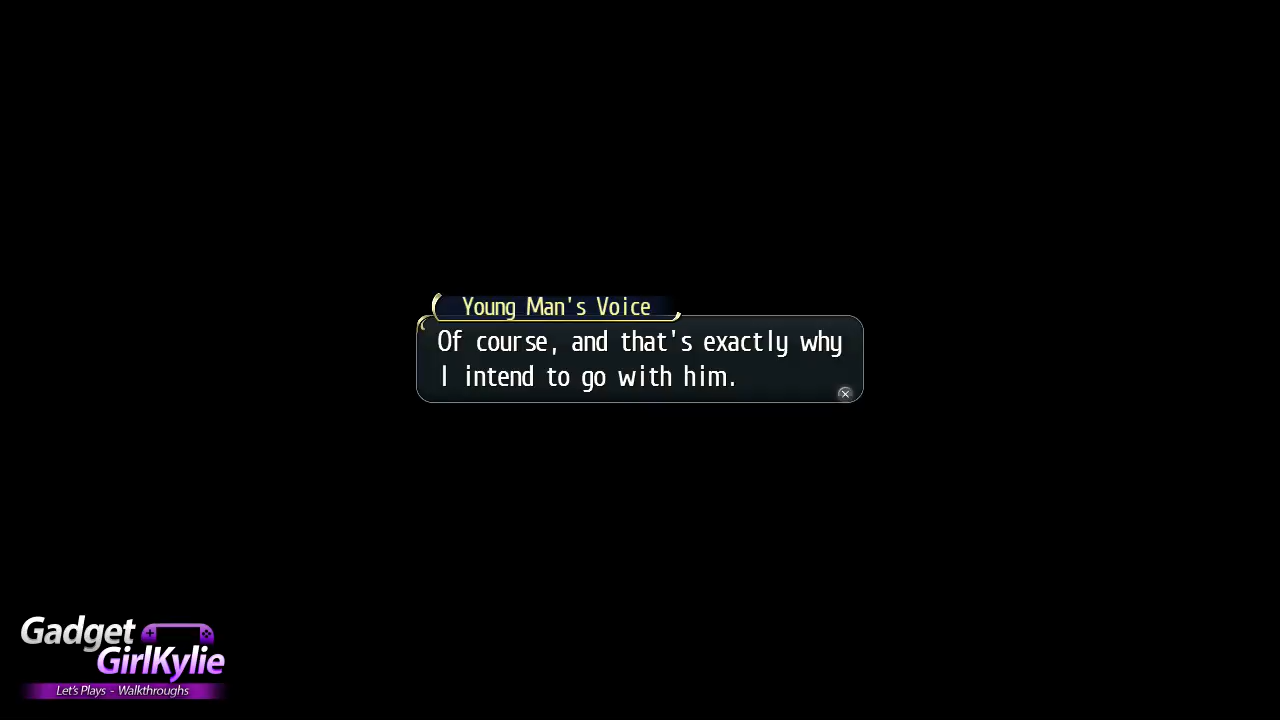 Young Man's Voice
Of course, and that's exactly why
I intend to go with him.
Gadget
GirlKylie
Let's Plays - Walkthroughs